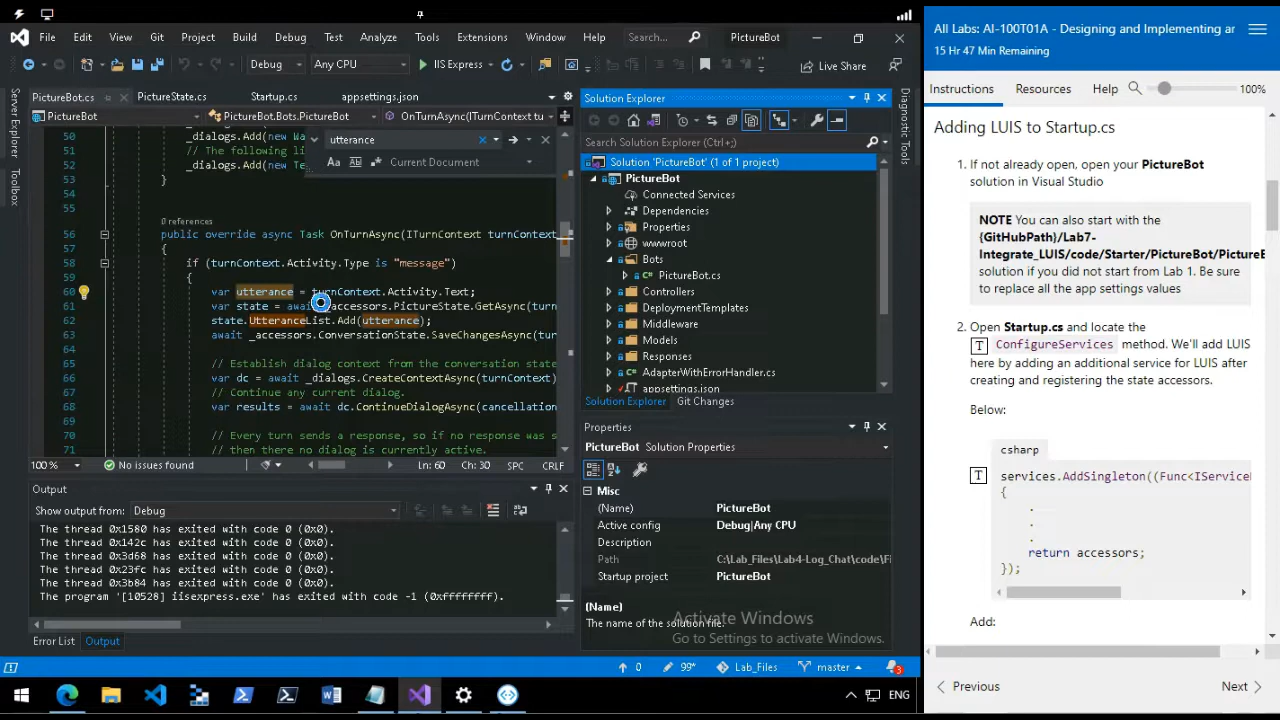 File Edit View Git Project Build Debug Test Analyze Tools Extensions Window Help Search... PictureBot
Debug Any CPU IIS Express Live Share
Server Explorer
Toolbox
PictureBot.cs PictureState.cs Startup.cs appsettings.json
PictureBot PictureBot.Bots.PictureBot OnTurnAsync(ITurnContext tu
utterance
Aa Current Document
50 dialogs.Add(new Wa
51 // The following li
52 _dialogs.Add(new Te
53 }
54
55
0 references
56 public override async Task OnTurnAsync(ITurnContext turnContext
57 {
58 if (turnContext.Activity.Type is "message")
59 {
60 var utterance = turnContext.Activity.Text;
61 var state = await _accessors.PictureState.GetAsync(turn
62 state.UtteranceList.Add(utterance);
63 await _accessors.ConversationState.SaveChangesAsync(turn
64
65 // Establish dialog context from the conversation state
66 var dc = await _dialogs.CreateContextAsync(turnContext)
67 // Continue any current dialog.
68 var results = await dc.ContinueDialogAsync(cancellation
69
70 // Every turn sends a response, so if no response was s
71 // then there no dialog is currently active.
100 % No issues found Ln: 60 Ch: 30 SPC CRLF
Output
Show output from: Debug
The thread 0x1580 has exited with code 0 (0x0).
The thread 0x142c has exited with code 0 (0x0).
The thread 0x3d68 has exited with code 0 (0x0).
The thread 0x23fc has exited with code 0 (0x0).
The thread 0x3b84 has exited with code 0 (0x0).
The program '[10528] iisexpress.exe' has exited with code -1 (0xffffffff).
Error List Output
Solution Explorer
Search Solution Explorer (Ctrl+;)
Solution 'PictureBot' (1 of 1 project)
PictureBot
Connected Services
Dependencies
Properties
wwwroot
Bots
PictureBot.cs
Controllers
DeploymentTemplates
Middleware
Models
Responses
AdapterWithErrorHandler.cs
appsettings.json
Solution Explorer Git Changes
Diagnostic Tools
Properties
PictureBot Solution Properties
Misc
(Name) PictureBot
Active config Debug|Any CPU
Description
Path C:\Lab_Files\Lab4-Log_Chat\code\Fi
Startup project PictureBot
(Name)
The name of the solution file.
Activate Windows
Go to Settings to activate Windows.
0 99* Lab_Files master 3
ENG
All Labs: AI-100T01A - Designing and Implementing ar
15 Hr 47 Min Remaining
Instructions Resources Help 100%
Adding LUIS to Startup.cs
1. If not already open, open your PictureBot
solution in Visual Studio
NOTE You can also start with the
{GitHubPath}/Lab7-
Integrate_LUIS/code/Starter/PictureBot/PictureB
solution if you did not start from Lab 1. Be sure
to replace all the app settings values
2. Open Startup.cs and locate the
T ConfigureServices method. We'll add LUIS
here by adding an additional service for LUIS after
creating and registering the state accessors.
Below:
csharp
T services.AddSingleton((Func<IServiceP
{
.
.
.
return accessors;
});
Add:
Previous Next